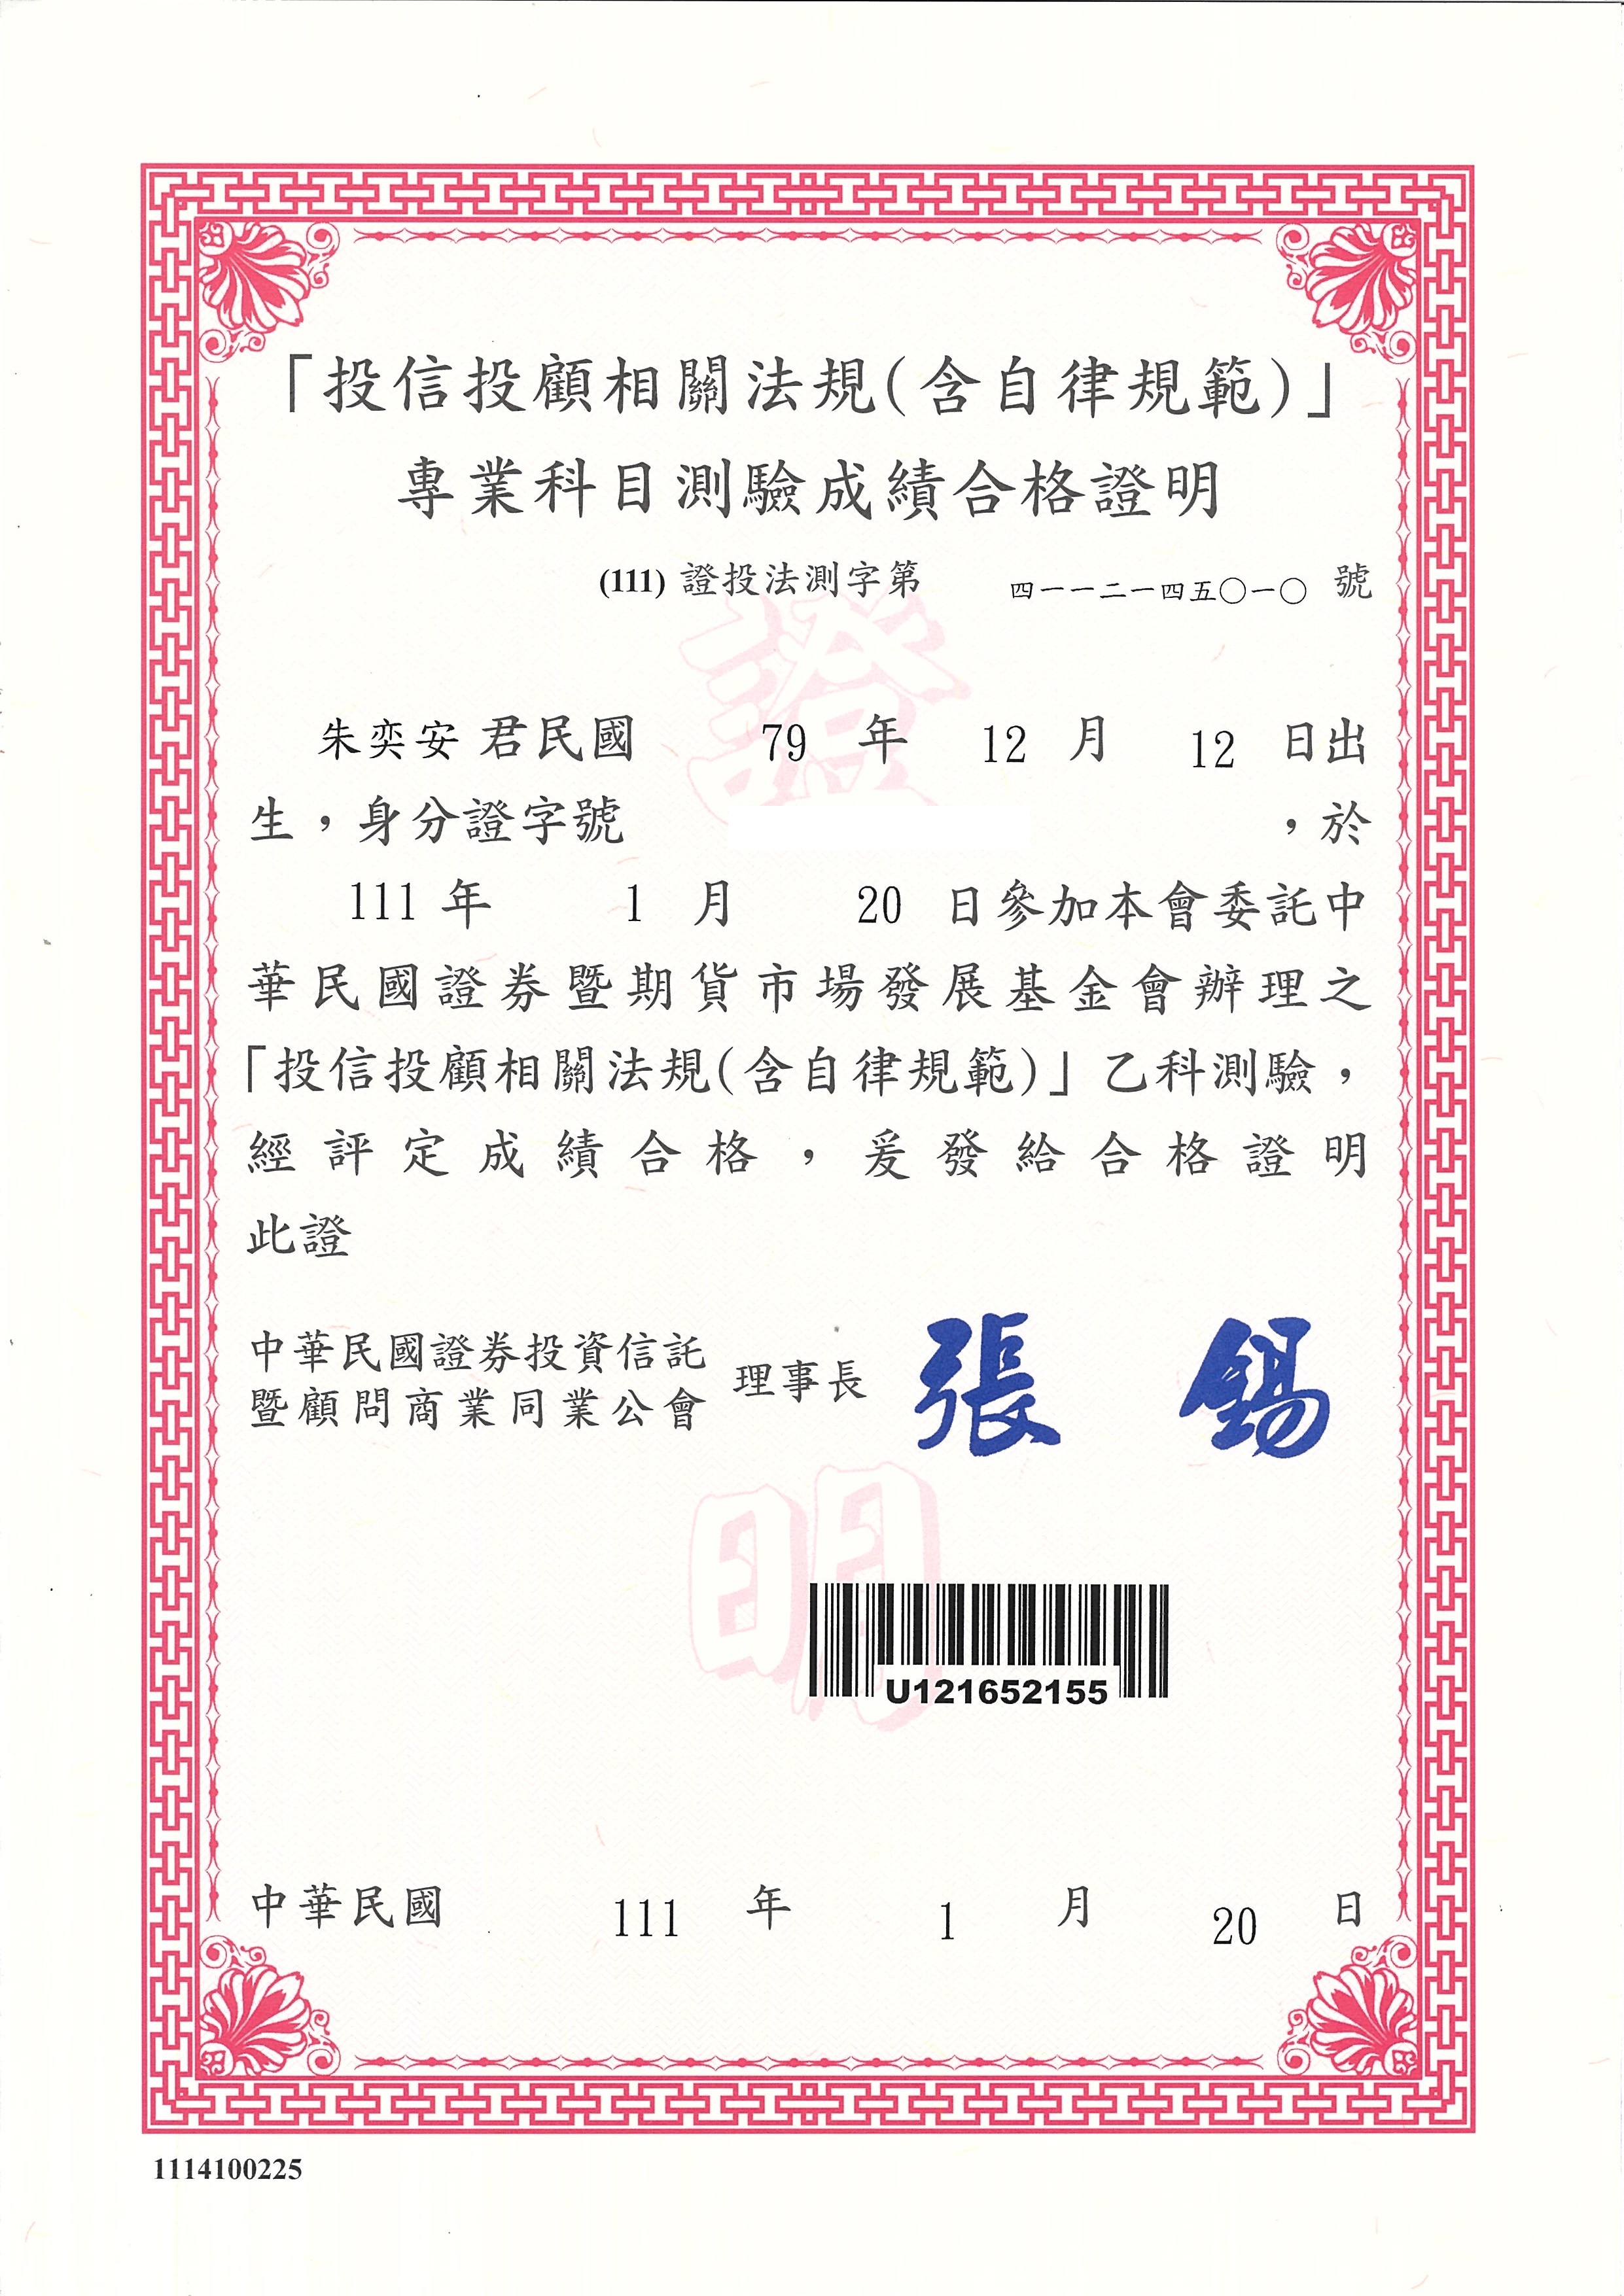 「投信投顧相關法規(含自律規範)」
專業科目測驗成績合格證明
(111) 證投法測字第 四一一二一四五〇一〇 號
朱奕安 君民國 79 年 12 月 12 日出
生，身分證字號 ，於
111 年 1 月 20 日參加本會委託中
華民國證券暨期貨市場發展基金會辦理之
「投信投顧相關法規(含自律規範)」乙科測驗，
經評定成績合格，爰發給合格證明
此證
中華民國證券投資信託
暨顧問商業同業公會 理事長 張 錫
證明
U121652155
中華民國 111 年 1 月 20 日
1114100225